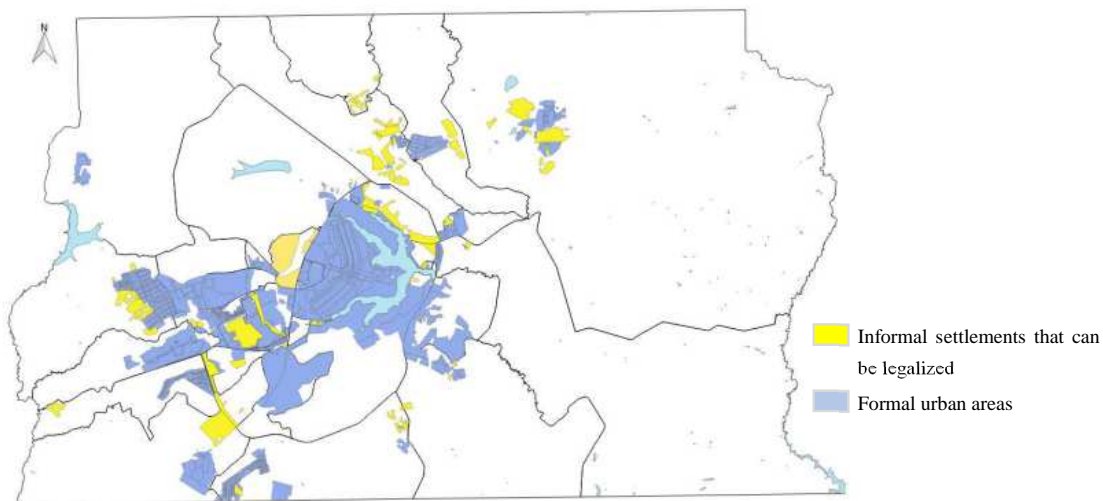 N
Informal settlements that can
be legalized
Formal urban areas